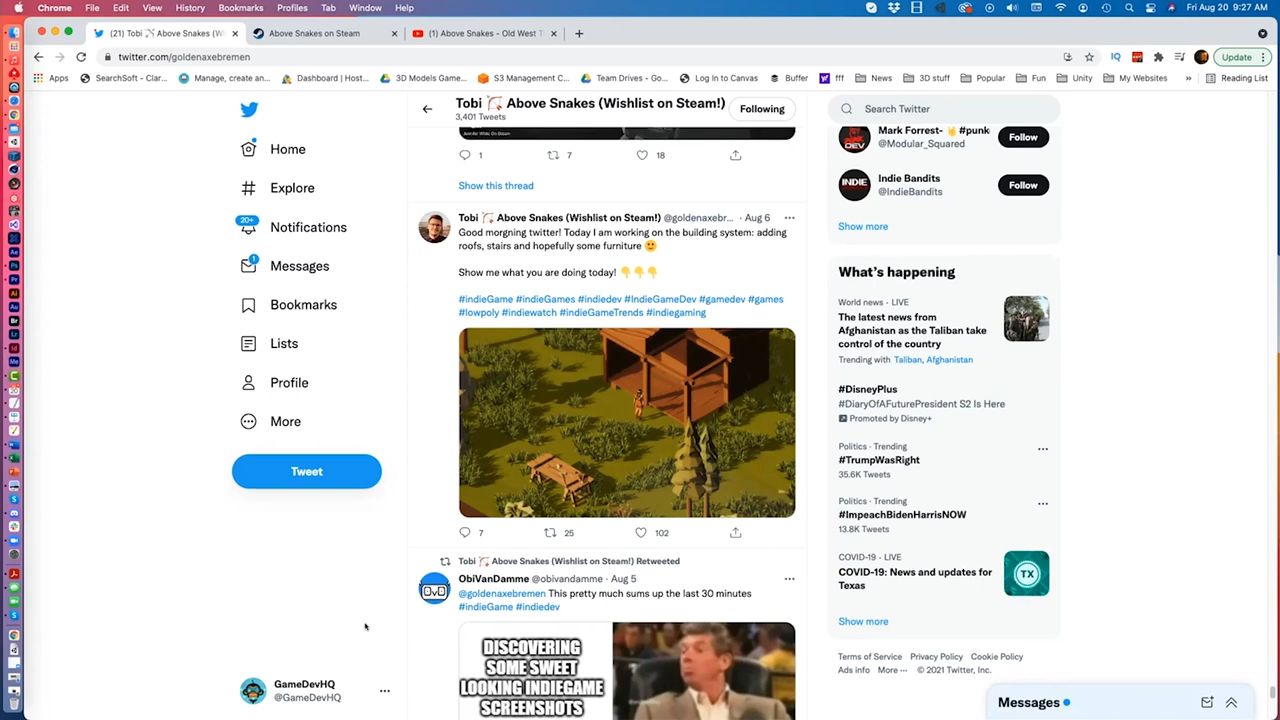 Chrome File Edit View History Bookmarks Profiles Tab Window Help
Fri Aug 20 9:27 AM
(21) Tobi 🏹 Above Snakes (Wi
Above Snakes on Steam
(1) Above Snakes - Old West T
twitter.com/goldenaxebremen
Update
Apps
SearchSoft - Clar...
Manage, create an...
Dashboard | Host...
3D Models Game...
S3 Management C...
Team Drives - Go...
Log In to Canvas
Buffer
fff
News
3D stuff
Popular
Fun
Unity
My Websites
»
Reading List
Home
Explore
20+
Notifications
1
Messages
Bookmarks
Lists
Profile
More
Tweet
GameDevHQ
@GameDevHQ
Tobi 🏹 Above Snakes (Wishlist on Steam!)
3,401 Tweets
Following
1 7 18
Show this thread
Tobi 🏹 Above Snakes (Wishlist on Steam!) @goldenaxebr... · Aug 6
Good morgning twitter! Today I am working on the building system: adding
roofs, stairs and hopefully some furniture 🙂
Show me what you are doing today! 👇👇👇
#indieGame #indieGames #indiedev #IndieGameDev #gamedev #games
#lowpoly #indiewatch #indieGameTrends #indiegaming
7 25 102
Tobi 🏹 Above Snakes (Wishlist on Steam!) Retweeted
ObiVanDamme @obivandamme · Aug 5
@goldenaxebremen This pretty much sums up the last 30 minutes
#indieGame #indiedev
DISCOVERING
SOME SWEET
LOOKING INDIEGAME
SCREENSHOTS
Search Twitter
Mark Forrest- 🤘 #punk
@Modular_Squared
Follow
Indie Bandits
@IndieBandits
Follow
Show more
What's happening
World news · LIVE
The latest news from
Afghanistan as the Taliban take
control of the country
Trending with Taliban, Afghanistan
#DisneyPlus
#DiaryOfAFuturePresident S2 Is Here
Promoted by Disney+
Politics · Trending
#TrumpWasRight
35.6K Tweets
Politics · Trending
#ImpeachBidenHarrisNOW
13.8K Tweets
COVID-19 · LIVE
COVID-19: News and updates for
Texas
TX
Show more
Terms of Service Privacy Policy Cookie Policy
Ads info More ··· © 2021 Twitter, Inc.
Messages